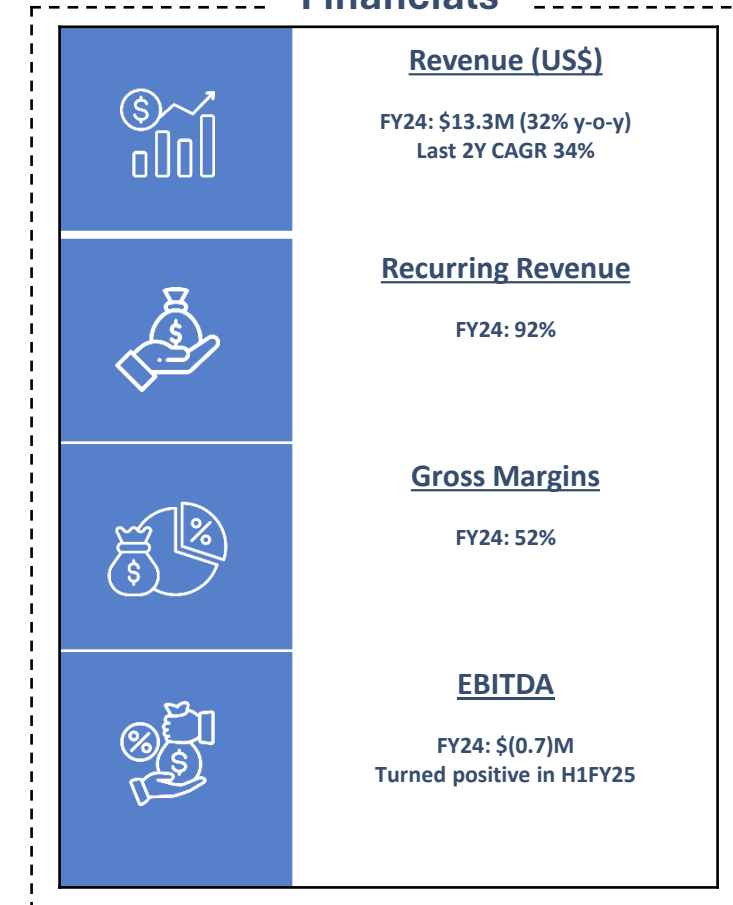 Financials
Revenue (US$)
FY24: $13.3M (32% y-o-y)
Last 2Y CAGR 34%
Recurring Revenue
FY24: 92%
Gross Margins
FY24: 52%
EBITDA
FY24: $(0.7)M
Turned positive in H1FY25